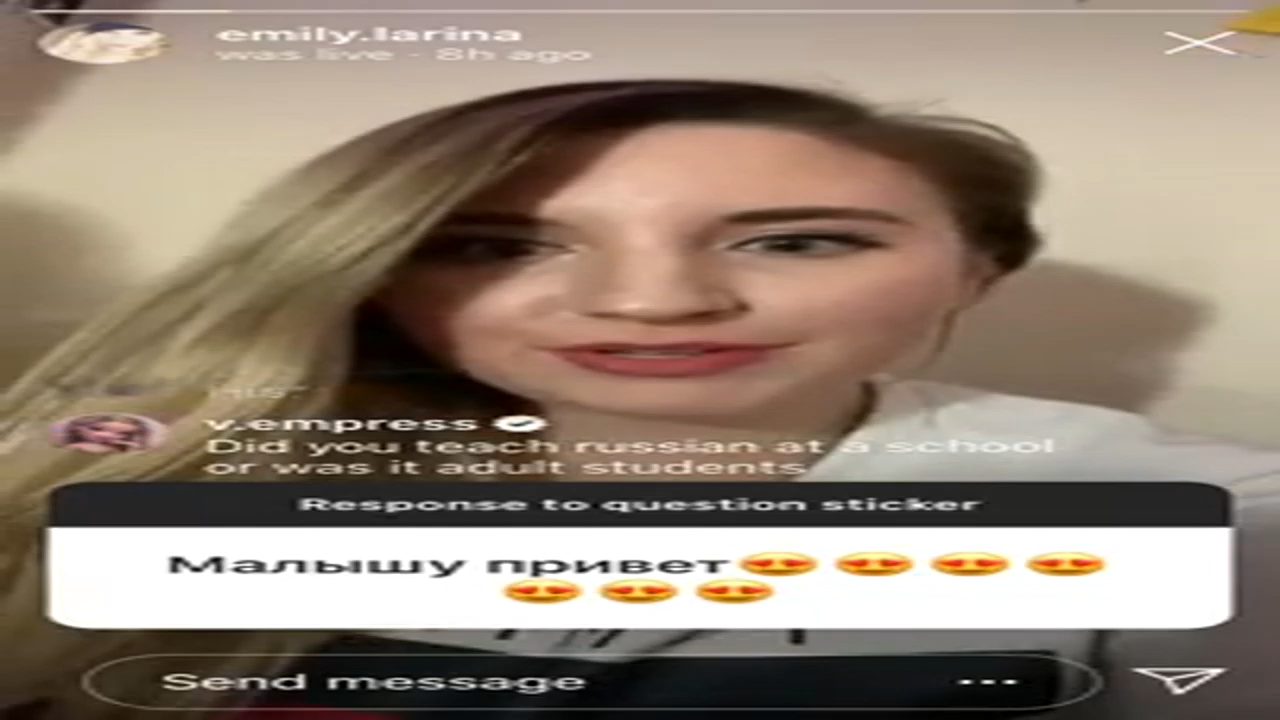 emily.larina
was live · 8h ago
v.empress
Did you teach russian at a school
or was it adult students
Response to question sticker
Малышу привет😍😍😍😍
😍😍😍
Send message